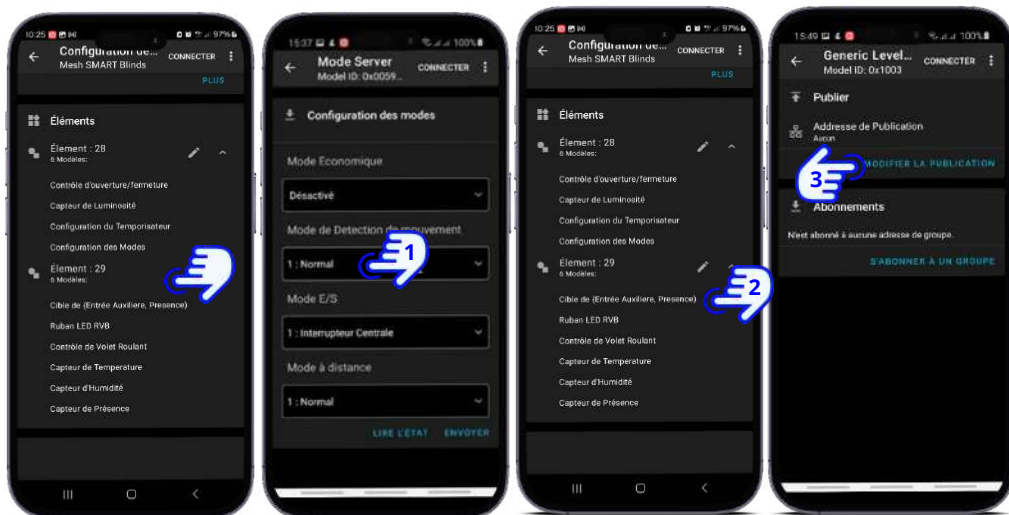 10:25
97%
Configuration de...
Mesh SMART Blinds
CONNECTER
PLUS
Éléments
Élement : 28
6 Modèles:
Contrôle d'ouverture/fermeture
Capteur de Luminosité
Configuration du Temporisateur
Configuration des Modes
Élement : 29
6 Modèles:
Cible de (Entrée Auxiliere, Presence)
Ruban LED RVB
Contrôle de Volet Roulant
Capteur de Temperature
Capteur d'Humidité
Capteur de Présence
15:37
100%
Mode Server
Model ID: 0x0059...
CONNECTER
Configuration des modes
Mode Economique
Désactivé
Mode de Detection de mouvement
1 : Normal
1
Mode E/S
1 : Interrupteur Centrale
Mode à distance
1 : Normal
LIRE L'ÉTAT ENVOYER
10:25
97%
Configuration de...
Mesh SMART Blinds
CONNECTER
PLUS
Éléments
Élement : 28
6 Modèles:
Contrôle d'ouverture/fermeture
Capteur de Luminosité
Configuration du Temporisateur
Configuration des Modes
Élement : 29
6 Modèles:
Cible de (Entrée Auxiliere, Presence)
2
Ruban LED RVB
Contrôle de Volet Roulant
Capteur de Temperature
Capteur d'Humidité
Capteur de Présence
15:49
100%
Generic Level...
Model ID: 0x1003
CONNECTER
Publier
Addresse de Publication
Aucun
MODIFIER LA PUBLICATION
3
Abonnements
N'est abonné à aucune adresse de groupe.
S'ABONNER À UN GROUPE